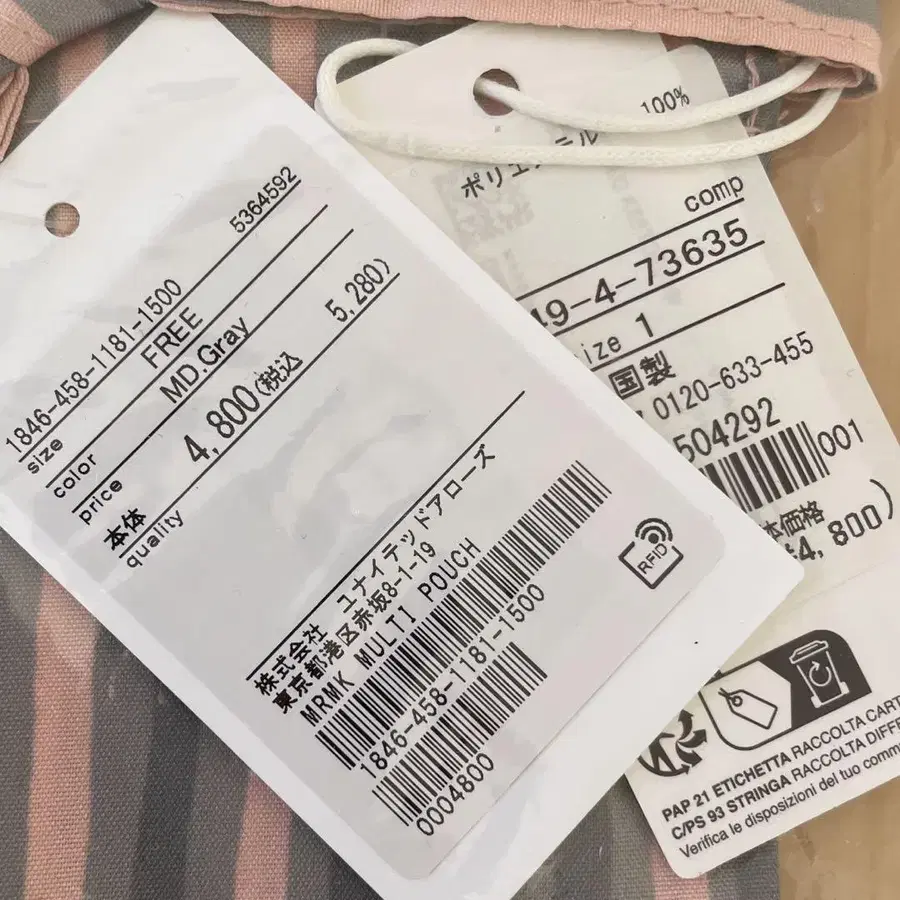 5364592
1846-458-1181-1500
size FREE
color MD.Gray
price 4,800(税込 5,280)
本体
quality
株式会社 ユナイテッドアローズ
東京都港区赤坂8-1-19
MRMK MULTI POUCH
1846-458-1181-1500
0004800
RFID
100%
comp
49-4-73635
size 1
国製
0120-633-455
504292
001
本価格
¥4,800)
PAP 21 ETICHETTA RACCOLTA CART
C/PS 93 STRINGA RACCOLTA DIFFE
Verifica le disposizioni del tuo comu